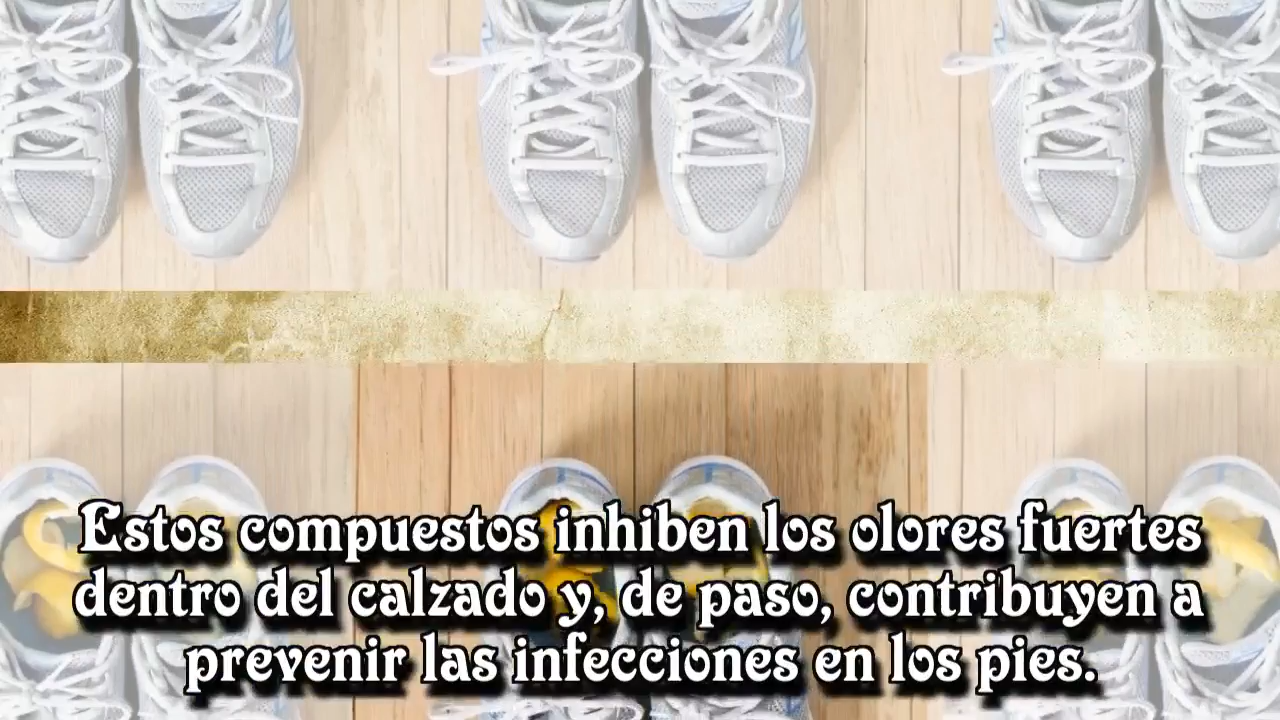 Estos compuestos inhiben los olores fuertes
dentro del calzado y, de paso, contribuyen a
prevenir las infecciones en los pies.